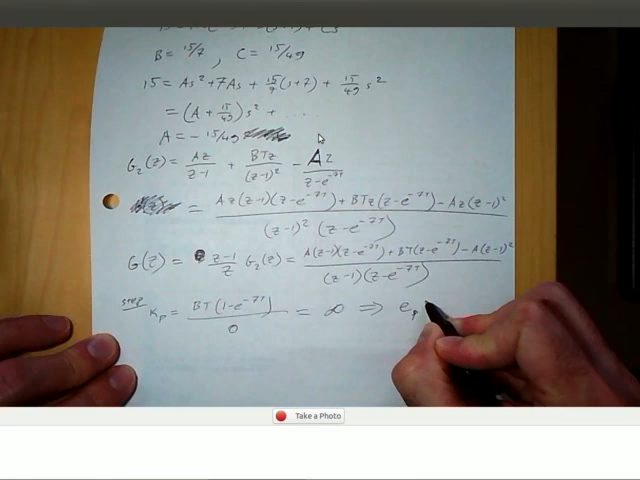 B = 15/7 , C = 15/49
15 = As² + 7As + 15/7 (s+7) + 15/49 s²
= (A + 15/49) s² + ....
A = - 15/49
G₂(z) = Az/(z-1) + BTz/(z-1)² - Az/(z-e^-7T)
= (Az(z-1)(z-e^-7T) + BTz(z-e^-7T) - Az(z-1)²)/((z-1)² (z-e^-7T))
G(z) = (z-1)/z G₂(z) = (A(z-1)(z-e^-7T) + BT(z-e^-7T) - A(z-1)²)/((z-1)(z-e^-7T))
step
Kp = BT(1-e^-7T)/0 = ∞ ⇒ e
Take a Photo